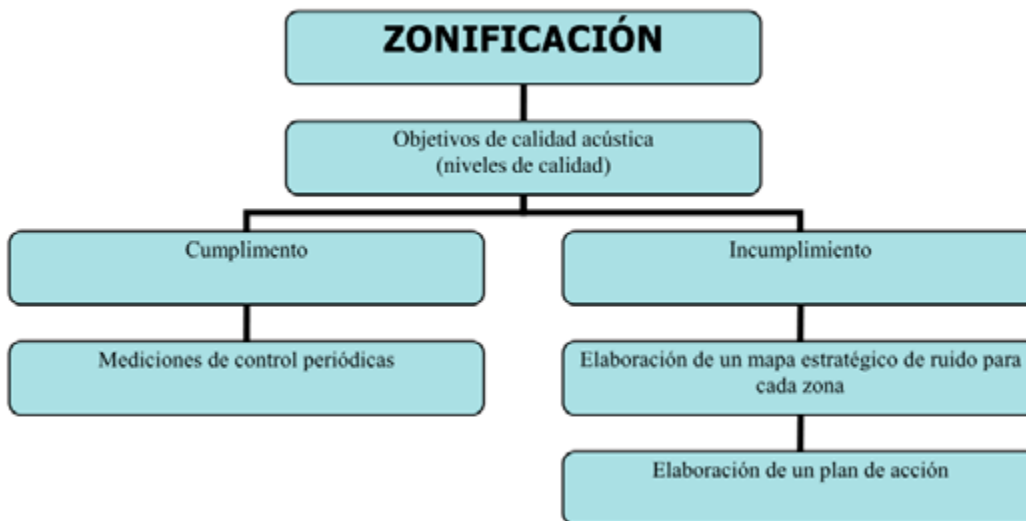 ZONIFICACIÓN
Objetivos de calidad acústica
(niveles de calidad)
Cumplimento
Incumplimiento
Mediciones de control periódicas
Elaboración de un mapa estratégico de ruido para
cada zona
Elaboración de un plan de acción